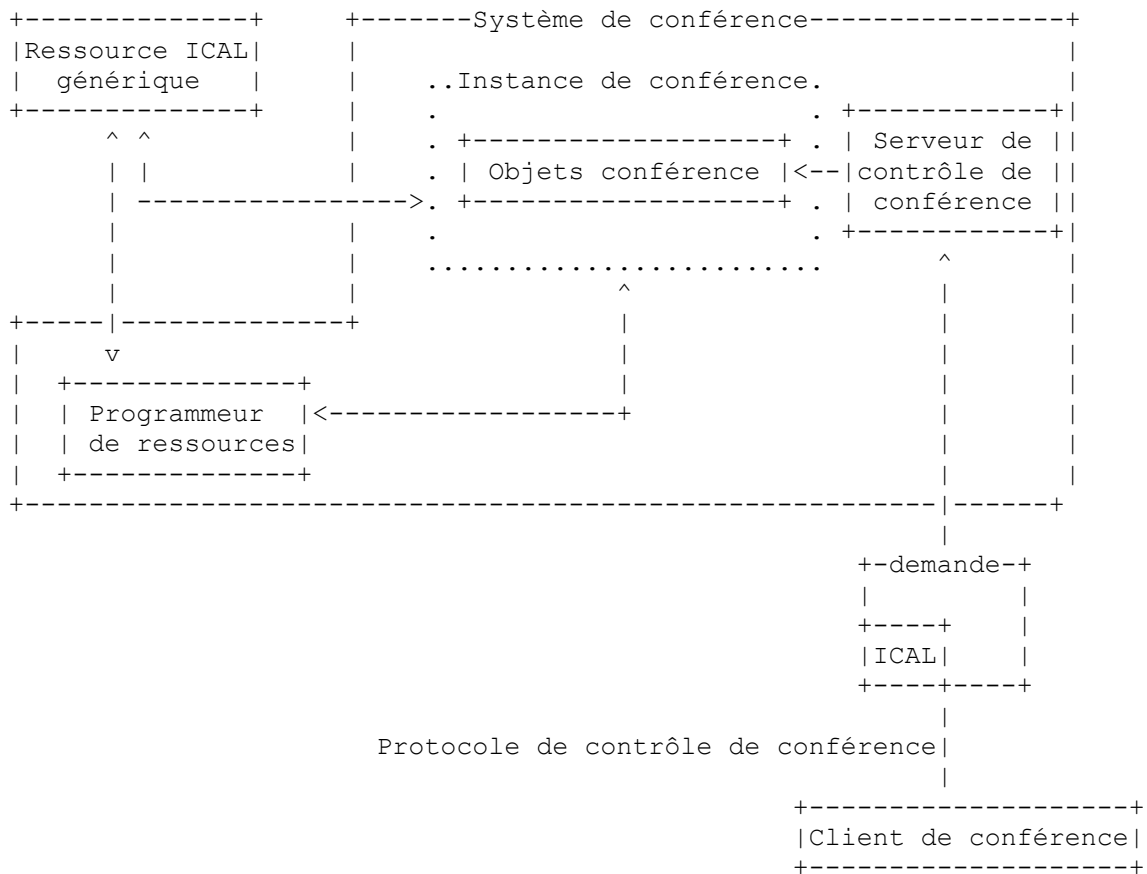 Système de conférence
Ressource ICAL
générique
Instance de conférence
Serveur de
Objets conférence
contrôle de
conférence
Programmeur
de ressources
demande
ICAL
Protocole de contrôle de conférence
Client de conférence